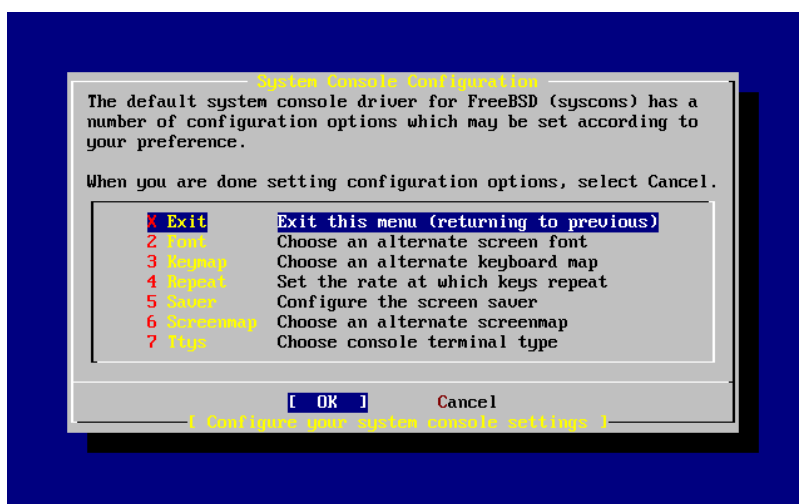 System Console Configuration
The default system console driver for FreeBSD (syscons) has a
number of configuration options which may be set according to
your preference.
When you are done setting configuration options, select Cancel.
X Exit Exit this menu (returning to previous)
2 Font Choose an alternate screen font
3 Keymap Choose an alternate keyboard map
4 Repeat Set the rate at which keys repeat
5 Saver Configure the screen saver
6 Screenmap Choose an alternate screenmap
7 Ttys Choose console terminal type
[ OK ] Cancel
[ Configure your system console settings ]